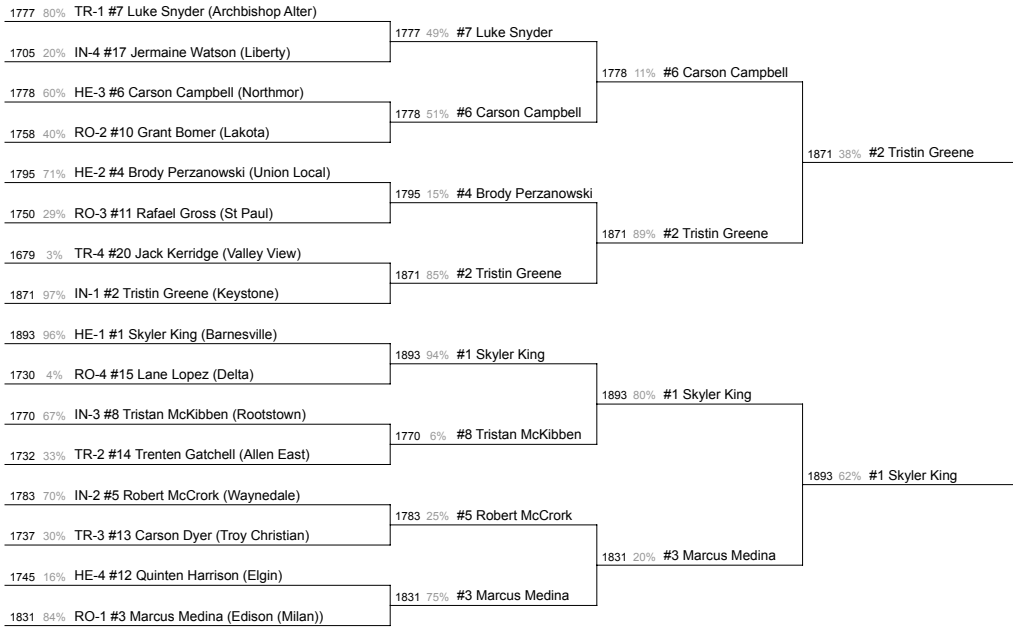 1777 80% TR-1 #7 Luke Snyder (Archbishop Alter)
1777 49% #7 Luke Snyder
1705 20% IN-4 #17 Jermaine Watson (Liberty)
1778 11% #6 Carson Campbell
1778 60% HE-3 #6 Carson Campbell (Northmor)
1778 51% #6 Carson Campbell
1758 40% RO-2 #10 Grant Bomer (Lakota)
1871 38% #2 Tristin Greene
1795 71% HE-2 #4 Brody Perzanowski (Union Local)
1795 15% #4 Brody Perzanowski
1750 29% RO-3 #11 Rafael Gross (St Paul)
1871 89% #2 Tristin Greene
1679 3% TR-4 #20 Jack Kerridge (Valley View)
1871 85% #2 Tristin Greene
1871 97% IN-1 #2 Tristin Greene (Keystone)
1893 96% HE-1 #1 Skyler King (Barnesville)
1893 94% #1 Skyler King
1730 4% RO-4 #15 Lane Lopez (Delta)
1893 80% #1 Skyler King
1770 67% IN-3 #8 Tristan McKibben (Rootstown)
1770 6% #8 Tristan McKibben
1732 33% TR-2 #14 Trenten Gatchell (Allen East)
1893 62% #1 Skyler King
1783 70% IN-2 #5 Robert McCrork (Waynedale)
1783 25% #5 Robert McCrork
1737 30% TR-3 #13 Carson Dyer (Troy Christian)
1831 20% #3 Marcus Medina
1745 16% HE-4 #12 Quinten Harrison (Elgin)
1831 75% #3 Marcus Medina
1831 84% RO-1 #3 Marcus Medina (Edison (Milan))